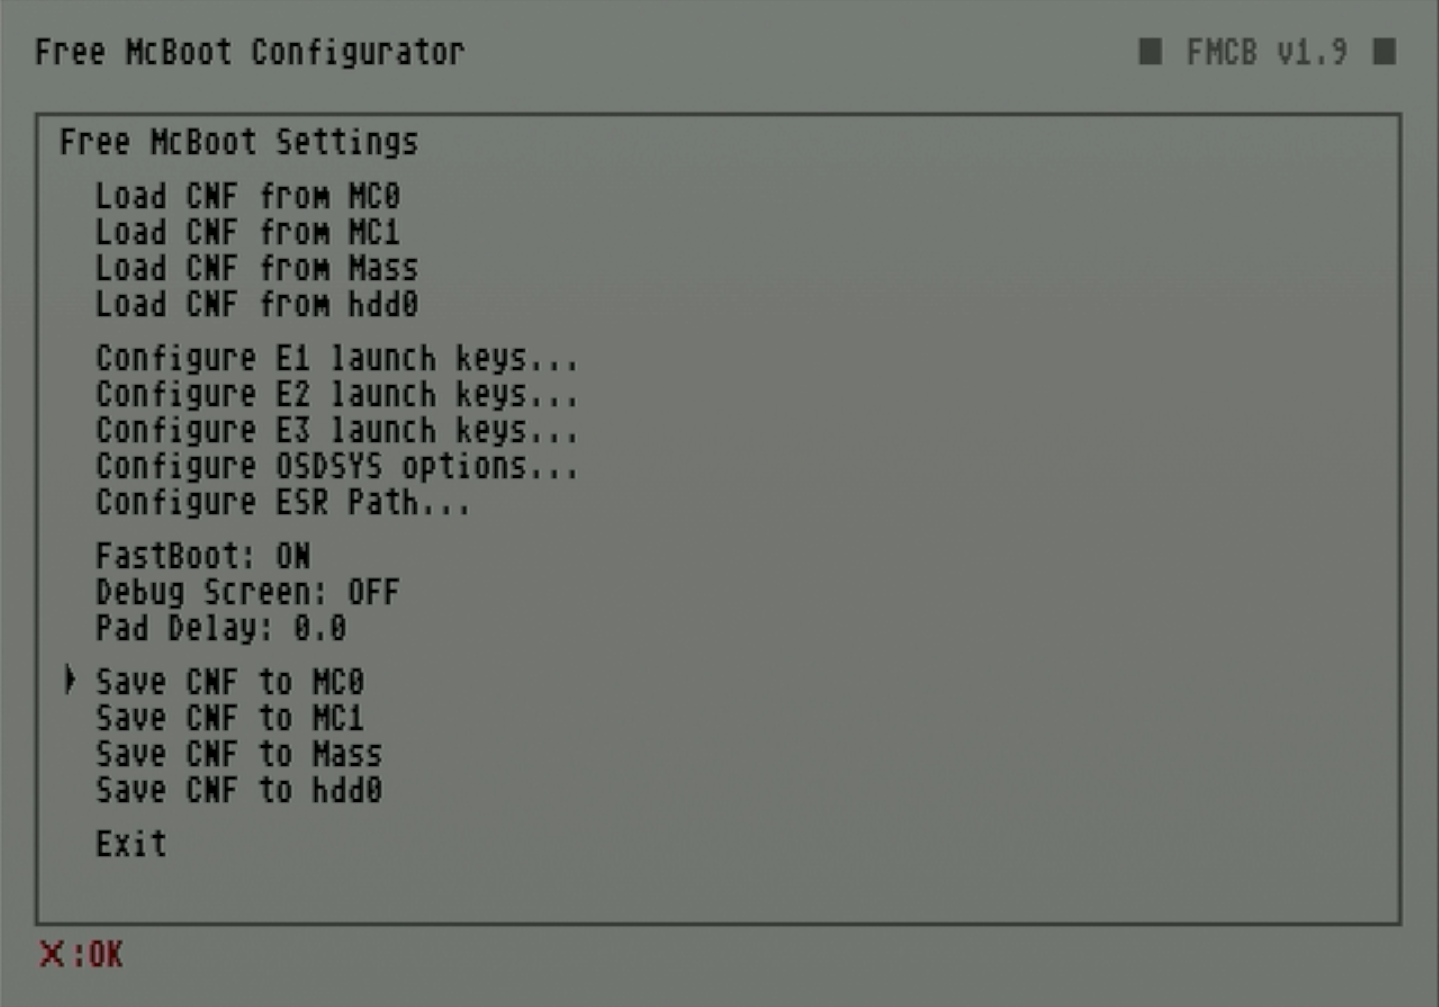 Free McBoot Configurator
■ FMCB v1.9 ■
Free McBoot Settings
Load CNF from MC0
Load CNF from MC1
Load CNF from Mass
Load CNF from hdd0
Configure E1 launch keys...
Configure E2 launch keys...
Configure E3 launch keys...
Configure OSDSYS options...
Configure ESR Path...
FastBoot: ON
Debug Screen: OFF
Pad Delay: 0.0
Save CNF to MC0
Save CNF to MC1
Save CNF to Mass
Save CNF to hdd0
Exit
X:OK